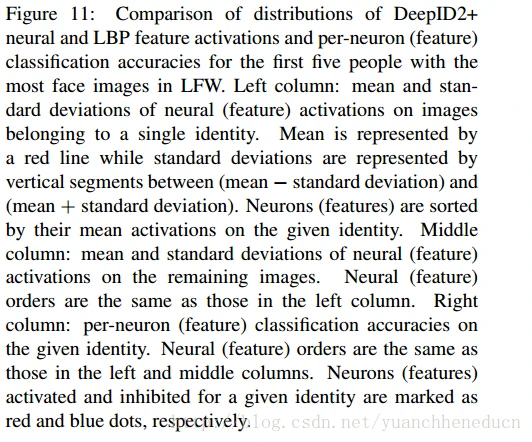 Figure 11: Comparison of distributions of DeepID2+
neural and LBP feature activations and per-neuron (feature)
classification accuracies for the first five people with the
most face images in LFW. Left column: mean and stan-
dard deviations of neural (feature) activations on images
belonging to a single identity. Mean is represented by
a red line while standard deviations are represented by
vertical segments between (mean − standard deviation) and
(mean + standard deviation). Neurons (features) are sorted
by their mean activations on the given identity. Middle
column: mean and standard deviations of neural (feature)
activations on the remaining images. Neural (feature)
orders are the same as those in the left column. Right
column: per-neuron (feature) classification accuracies on
the given identity. Neural (feature) orders are the same as
those in the left and middle columns. Neurons (features)
activated and inhibited for a given identity are marked as
red and blue dots, respectively.
blog.csdn.net/yuanchheneducn